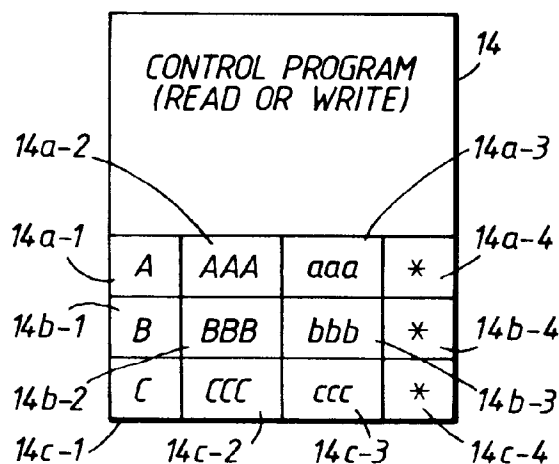 14
CONTROL PROGRAM
(READ OR WRITE)
14a-2 14a-3
14a-1 A AAA aaa * 14a-4
14b-1 B BBB bbb * 14b-4
14b-2 C CCC ccc * 14b-3
14c-1 14c-2 14c-3 14c-4